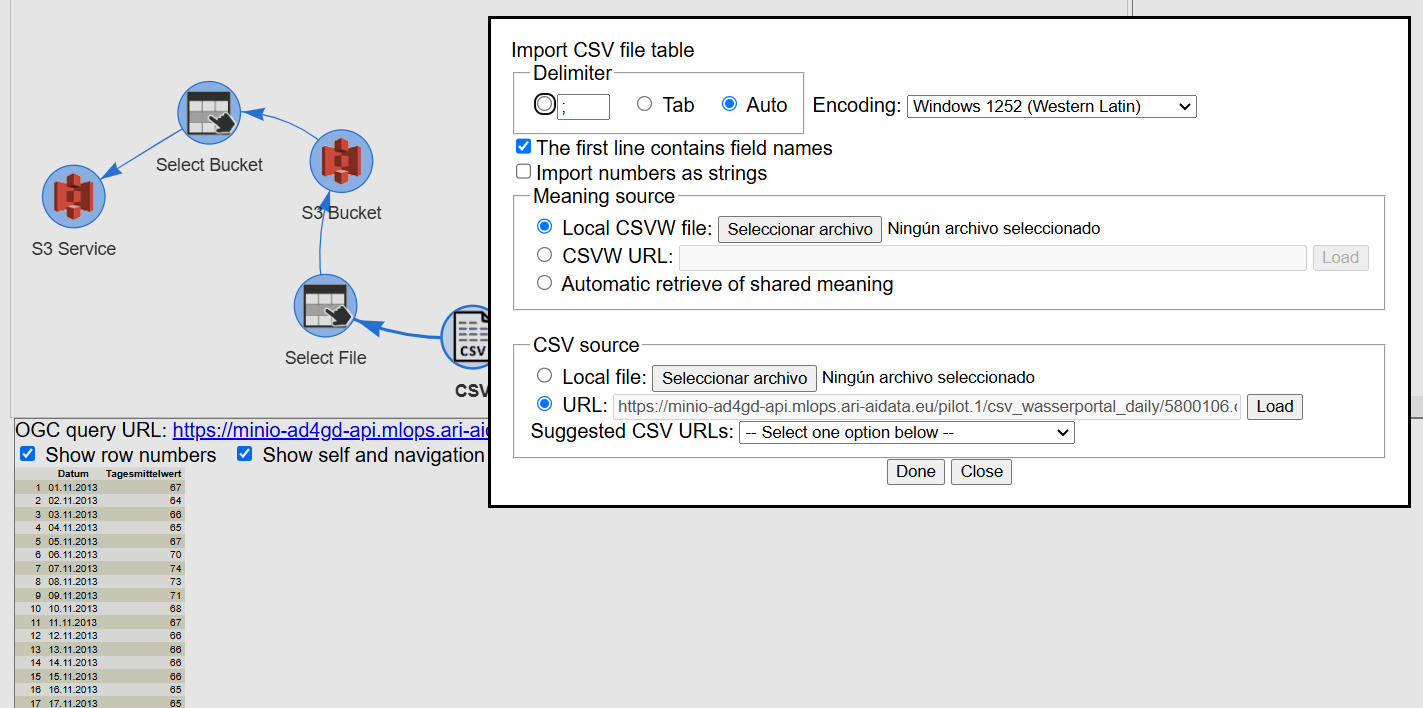 Import CSV file table
Delimiter
; Tab Auto Encoding: Windows 1252 (Western Latin)
The first line contains field names
Import numbers as strings
Meaning source
Local CSVW file: Seleccionar archivo Ningún archivo seleccionado
CSVW URL: Load
Automatic retrieve of shared meaning
CSV source
Local file: Seleccionar archivo Ningún archivo seleccionado
URL: https://minio-ad4gd-api.mlops.ari-aidata.eu/pilot.1/csv_wasserportal_daily/5800106.c Load
Suggested CSV URLs: -- Select one option below --
Done Close
Select Bucket
S3 Bucket
S3 Service
Select File
CSV
CSV
OGC query URL: https://minio-ad4gd-api.mlops.ari-aid
Show row numbers Show self and navigation
Datum Tagesmittelwert
1 01.11.2013 67
2 02.11.2013 64
3 03.11.2013 66
4 04.11.2013 65
5 05.11.2013 67
6 06.11.2013 70
7 07.11.2013 74
8 08.11.2013 73
9 09.11.2013 71
10 10.11.2013 68
11 11.11.2013 67
12 12.11.2013 66
13 13.11.2013 66
14 14.11.2013 66
15 15.11.2013 66
16 16.11.2013 65
17 17.11.2013 65